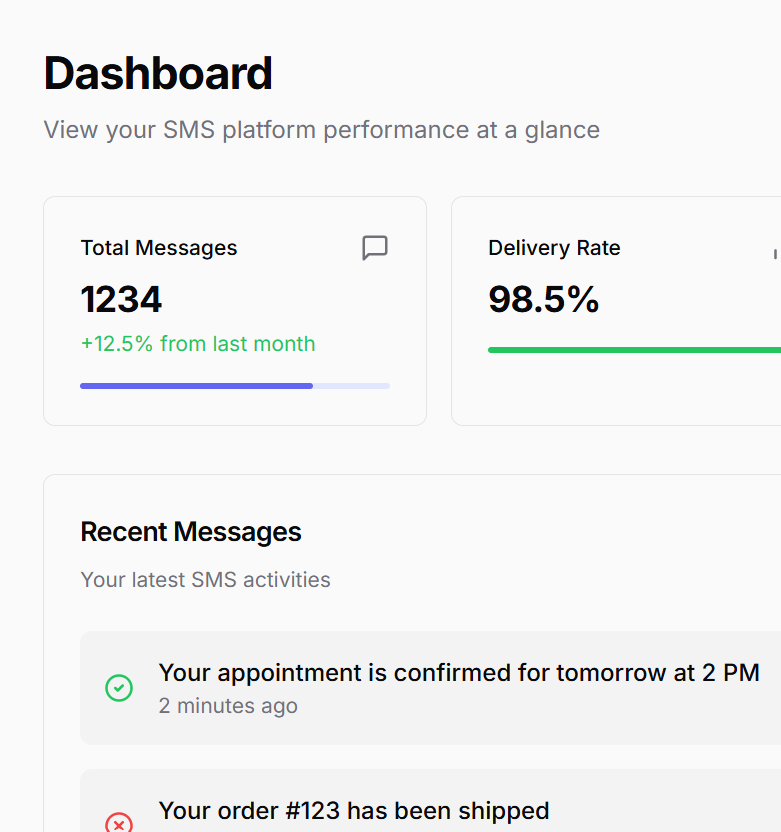 Dashboard
View your SMS platform performance at a glance
Total Messages
1234
+12.5% from last month
Delivery Rate
98.5%
Recent Messages
Your latest SMS activities
Your appointment is confirmed for tomorrow at 2 PM
2 minutes ago
Your order #123 has been shipped